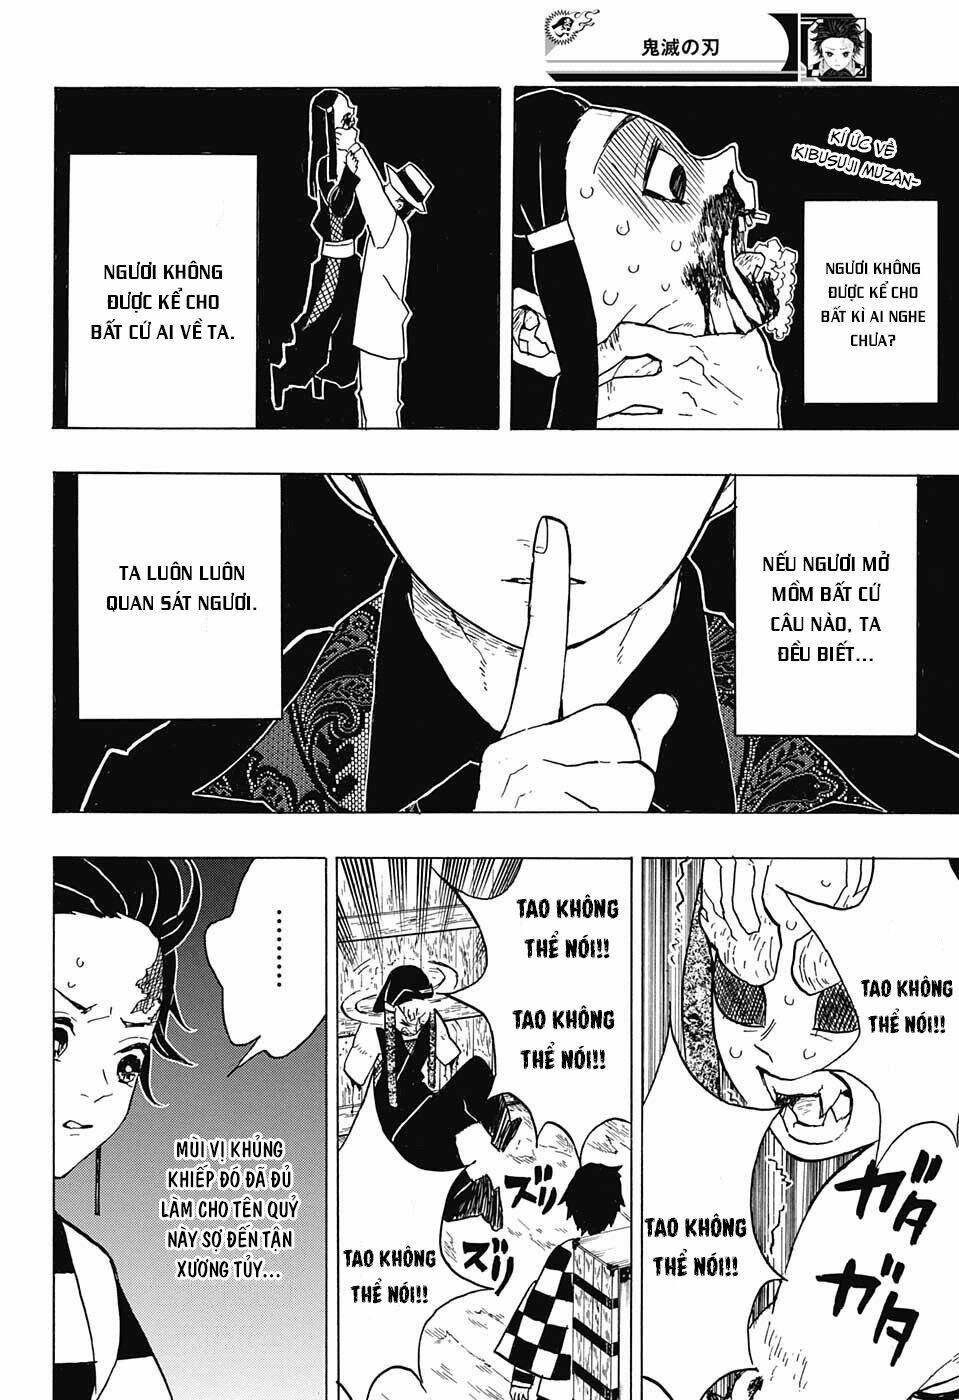 鬼滅の刃
KÍ ỨC VỀ
KIBUSUJI MUZAN~
NGƯƠI KHÔNG
ĐƯỢC KỂ CHO
BẤT KÌ AI NGHE
CHƯA?
NGƯƠI KHÔNG
ĐƯỢC KỂ CHO
BẤT CỨ AI VỀ TA.
NẾU NGƯƠI MỞ
MỒM BẤT CỨ
CÂU NÀO, TA
ĐỀU BIẾT...
TA LUÔN LUÔN
QUAN SÁT NGƯƠI.
TAO KHÔNG
THỂ NÓI!!
TAO KHÔNG
THỂ NÓI!!
ガタ
ガタ
TAO KHÔNG
THỂ NÓI!!
TAO KHÔNG
THỂ NÓI!!
ズリ
ズリ
TAO KHÔNG
THỂ NÓI!!
.........
MÙI VỊ KHỦNG
KHIẾP ĐÓ ĐÃ ĐỦ
LÀM CHO TÊN QUỶ
NÀY SỢ ĐẾN TẬN
XƯƠNG TỦY...